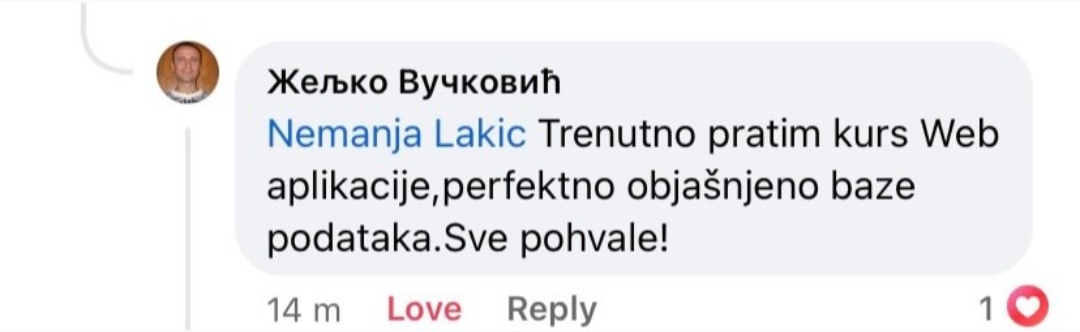 Жељко Вучковић
Nemanja Lakic Trenutno pratim kurs Web
aplikacije,perfektno objašnjeno baze
podataka.Sve pohvale!
14 m Love Reply 1